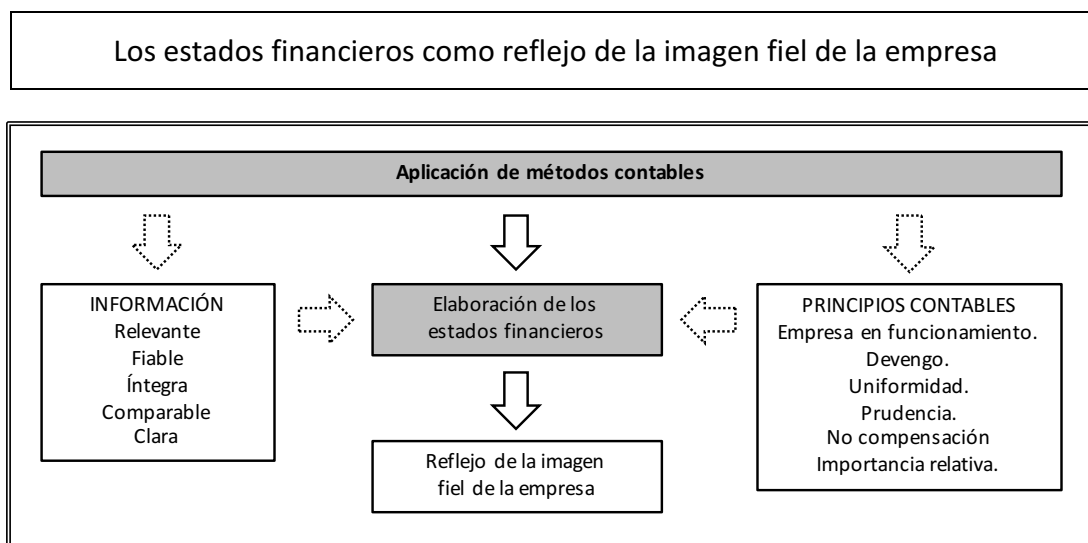 Los estados financieros como reflejo de la imagen fiel de la empresa
Aplicación de métodos contables
INFORMACIÓN
Relevante
Fiable
Íntegra
Comparable
Clara
Elaboración de los
estados financieros
Reflejo de la imagen
fiel de la empresa
PRINCIPIOS CONTABLES
Empresa en funcionamiento.
Devengo.
Uniformidad.
Prudencia.
No compensación
Importancia relativa.